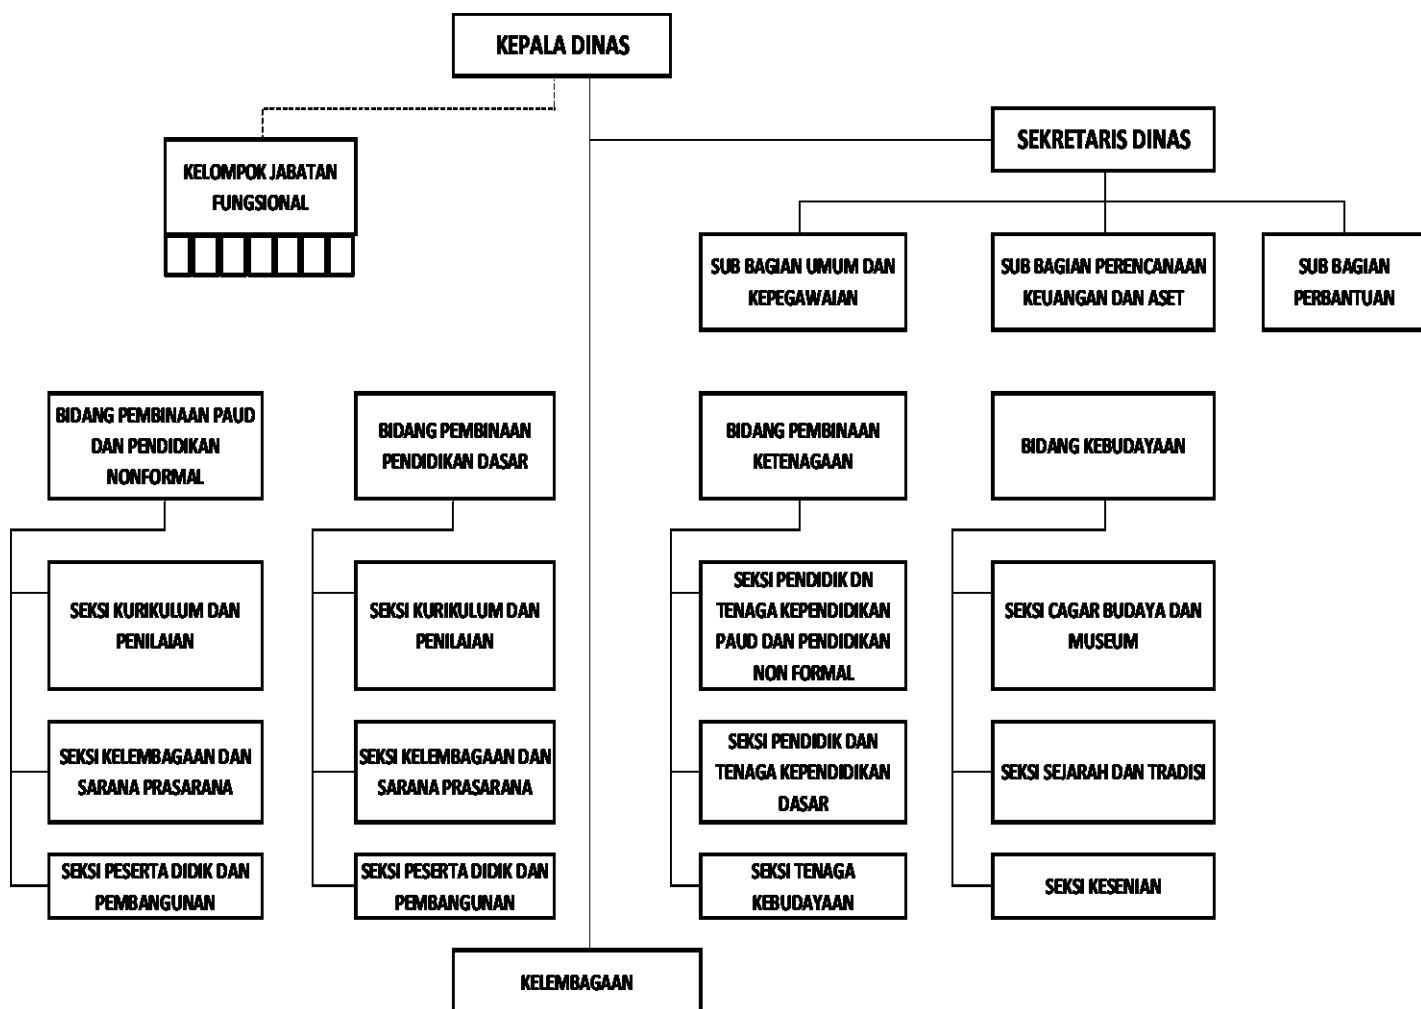 KEPALA DINAS
SEKRETARIS DINAS
KELOMPOK JABATAN
FUNGSIONAL
SUB BAGIAN UMUM DAN
KEPEGAWAIAN
SUB BAGIAN PERENCANAAN
KEUANGAN DAN ASET
SUB BAGIAN
PERBANTUAN
BIDANG PEMBINAAN PAUD
DAN PENDIDIKAN
NONFORMAL
BIDANG PEMBINAAN
PENDIDIKAN DASAR
BIDANG PEMBINAAN
KETENAGAAN
BIDANG KEBUDAYAAN
SEKSI KURIKULUM DAN
PENILAIAN
SEKSI KURIKULUM DAN
PENILAIAN
SEKSI PENDIDIK DN
TENAGA KEPENDIDIKAN
PAUD DAN PENDIDIKAN
NON FORMAL
SEKSI CAGAR BUDAYA DAN
MUSEUM
SEKSI KELEMBAGAAN DAN
SARANA PRASARANA
SEKSI KELEMBAGAAN DAN
SARANA PRASARANA
SEKSI PENDIDIK DAN
TENAGA KEPENDIDIKAN
DASAR
SEKSI SEJARAH DAN TRADISI
SEKSI PESERTA DIDIK DAN
PEMBANGUNAN
SEKSI PESERTA DIDIK DAN
PEMBANGUNAN
SEKSI TENAGA
KEBUDAYAAN
SEKSI KESENIAN
KELEMBAGAAN